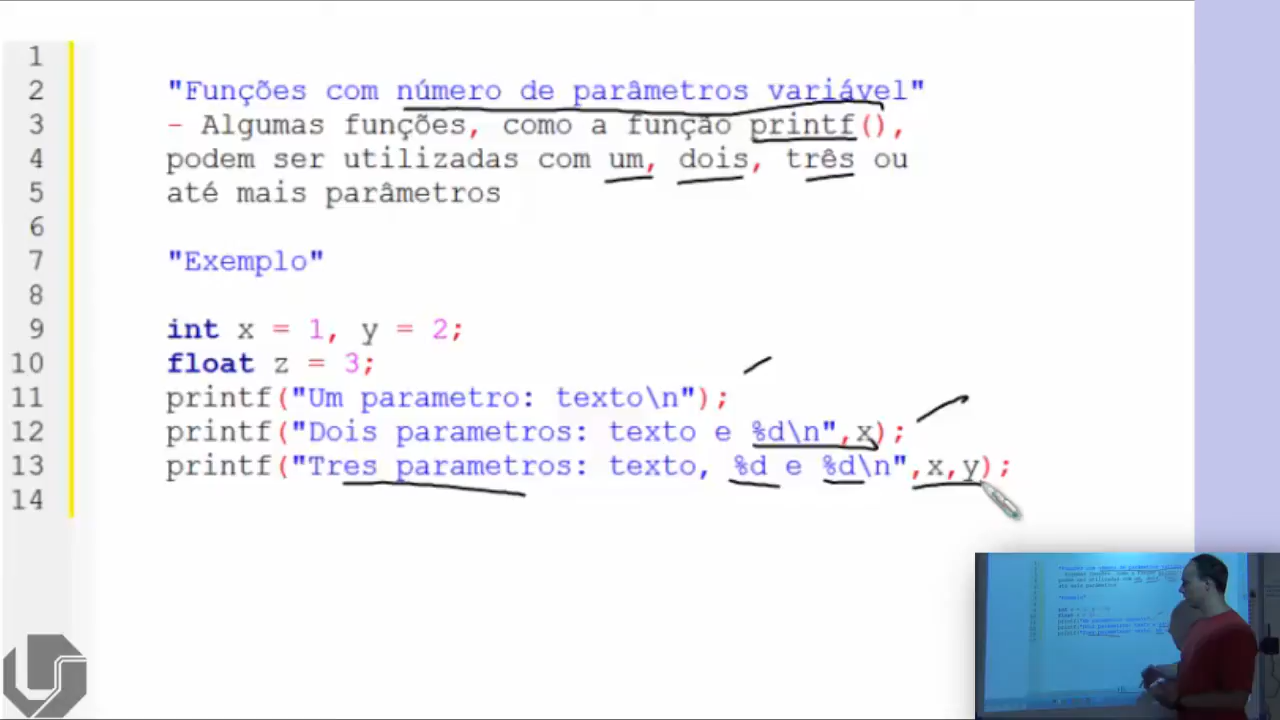 1
2 "Funções com número de parâmetros variável"
3 - Algumas funções, como a função printf(),
4 podem ser utilizadas com um, dois, três ou
5 até mais parâmetros
6
7 "Exemplo"
8
9 int x = 1, y = 2;
10 float z = 3;
11 printf("Um parametro: texto\n");
12 printf("Dois parametros: texto e %d\n",x);
13 printf("Tres parametros: texto, %d e %d\n",x,y);
14